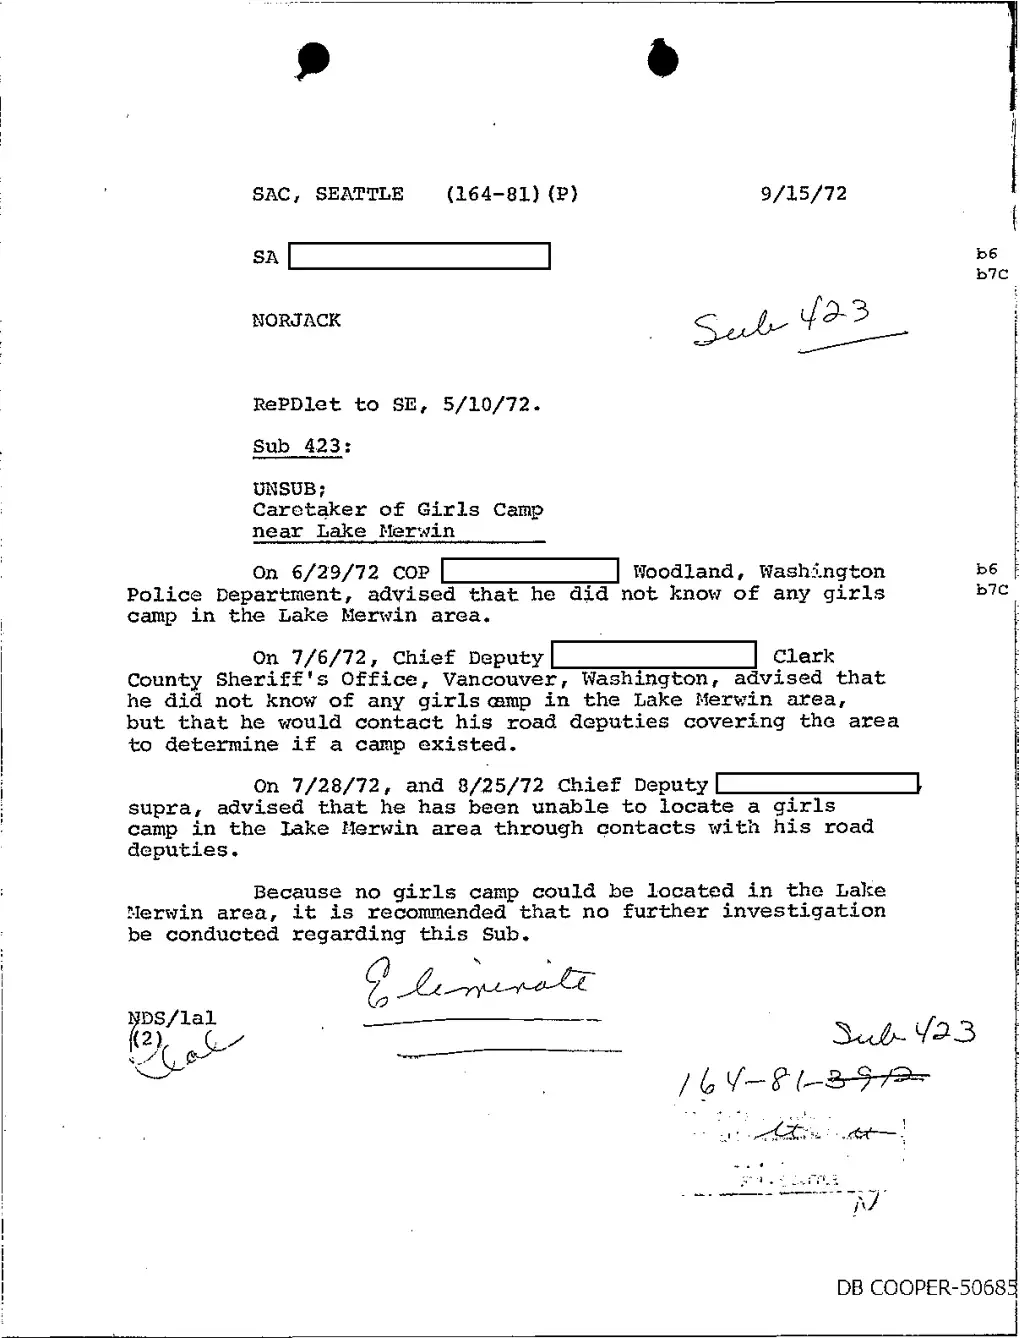 SAC, SEATTLE (164-81)(P) 9/15/72
SA
b6
b7C
NORJACK
Sub 423
RePDlet to SE, 5/10/72.
Sub 423:
UNSUB;
Caretaker of Girls Camp
near Lake Merwin
On 6/29/72 COP Woodland, Washington
b6
Police Department, advised that he did not know of any girls
b7C
camp in the Lake Merwin area.
On 7/6/72, Chief Deputy Clark
County Sheriff's Office, Vancouver, Washington, advised that
he did not know of any girls camp in the Lake Merwin area,
but that he would contact his road deputies covering the area
to determine if a camp existed.
On 7/28/72, and 8/25/72 Chief Deputy ,
supra, advised that he has been unable to locate a girls
camp in the Lake Merwin area through contacts with his road
deputies.
Because no girls camp could be located in the Lake
Merwin area, it is recommended that no further investigation
be conducted regarding this Sub.
Eliminate
NDS/lal
(2)
lal
Sub 423
164-81-3912
DB COOPER-50685